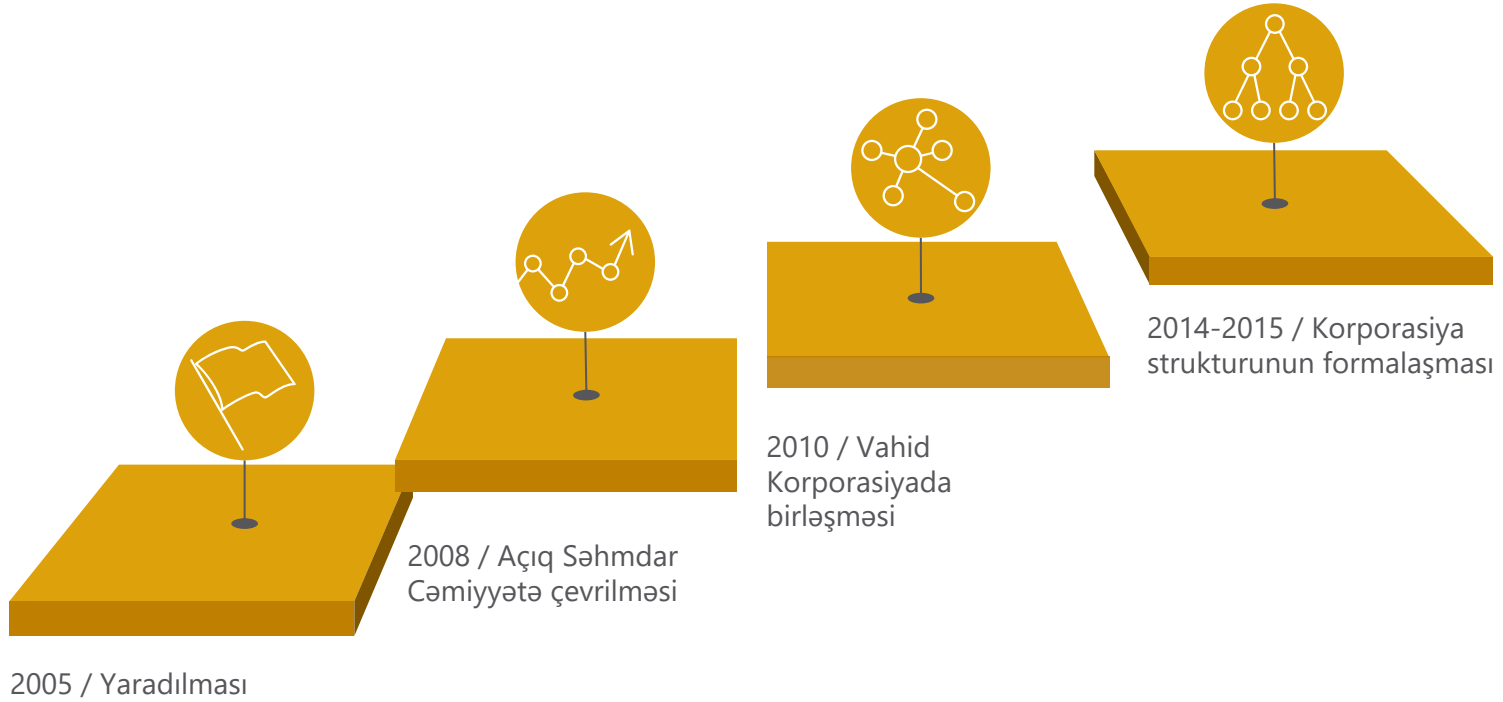 2005 / Yaradılması
2008 / Açıq Səhmdar
Cəmiyyətə çevrilməsi
2010 / Vahid
Korporasiyada
birləşməsi
2014-2015 / Korporasiya
strukturunun formalaşması